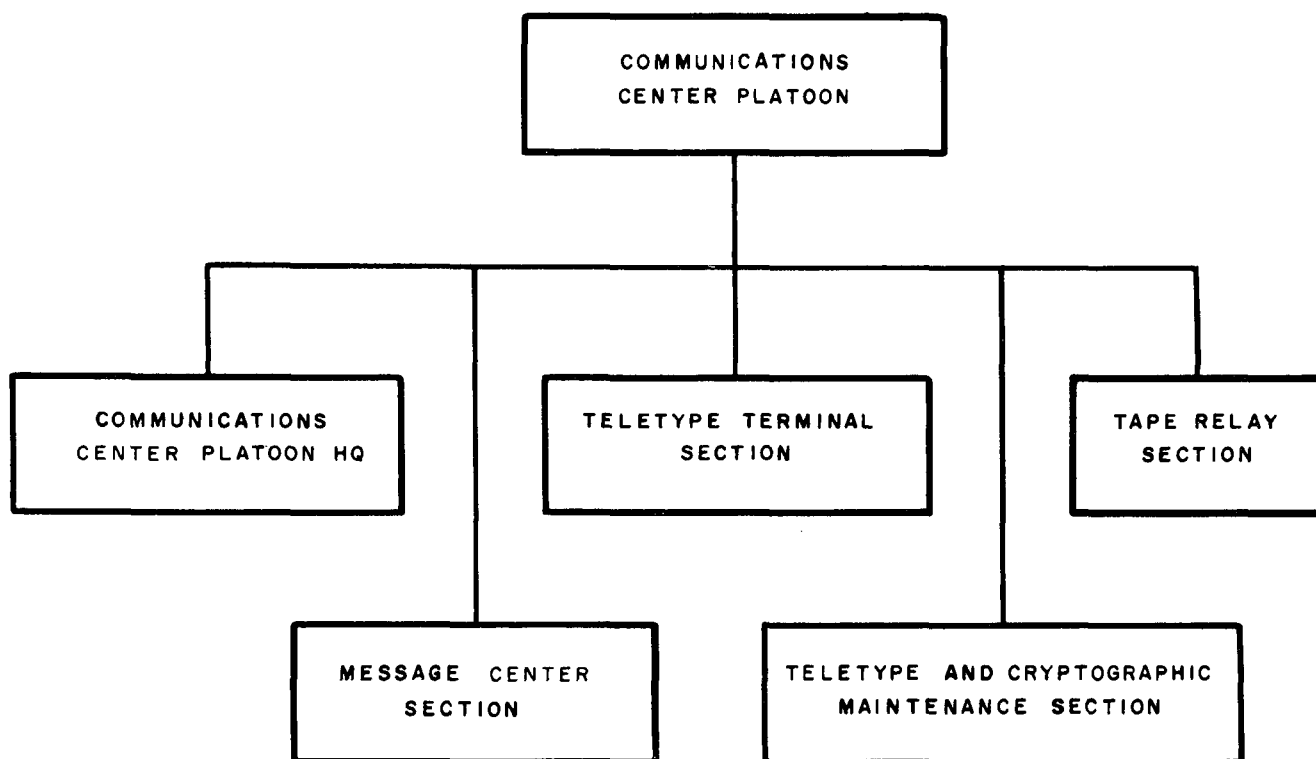 COMMUNICATIONS
CENTER PLATOON
COMMUNICATIONS
CENTER PLATOON HQ
TELETYPE TERMINAL
SECTION
TAPE RELAY
SECTION
MESSAGE CENTER
SECTION
TELETYPE AND CRYPTOGRAPHIC
MAINTENANCE SECTION